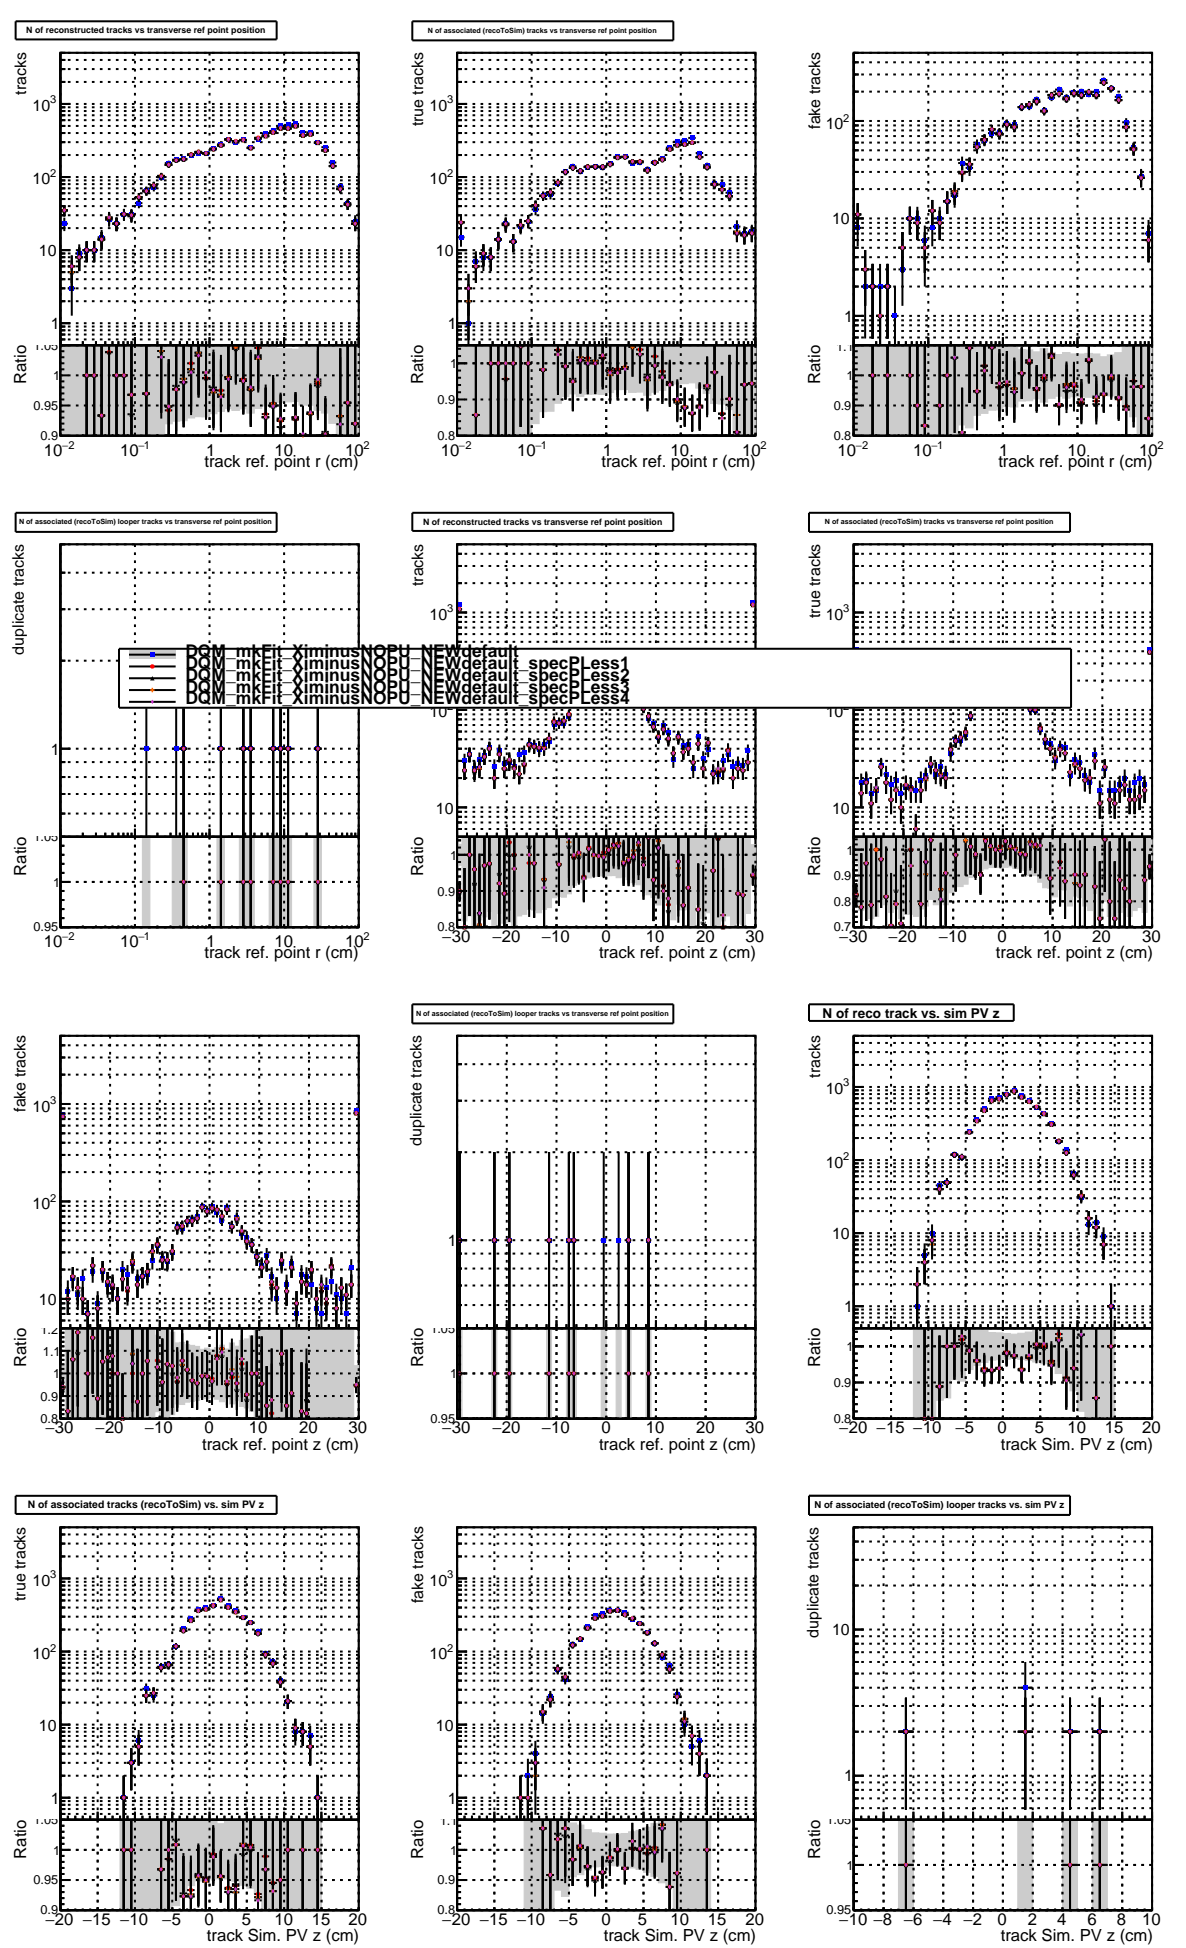 N of reconstructed tracks vs transverse ref point position
tracks
10³
10²
10
1
Ratio
1.05
1
0.95
0.9
10⁻² 10⁻¹ 1 10 10²
track ref. point r (cm)
N of associated (recoToSim) tracks vs transverse ref point position
true tracks
10³
10²
10
1
Ratio
1
0.9
0.8
10⁻² 10⁻¹ 1 10 10²
track ref. point r (cm)
fake tracks
10²
10
1
Ratio
1.1
1
0.9
0.8
10⁻² 10⁻¹ 1 10 10²
track ref. point r (cm)
N of associated (recoToSim) looper tracks vs transverse ref point position
duplicate tracks
1
Ratio
1.05
1
0.95
10⁻² 10⁻¹ 1 10 10²
track ref. point r (cm)
N of reconstructed tracks vs transverse ref point position
tracks
10³
10²
10
Ratio
1
0.9
0.8
−30 −20 −10 0 10 20 30
track ref. point z (cm)
N of associated (recoToSim) tracks vs transverse ref point position
true tracks
10³
10²
10
Ratio
1
0.9
0.8
0.7
−30 −20 −10 0 10 20 30
track ref. point z (cm)
DQM_mkFit_XiminusNOPU_NEWdefault
DQM_mkFit_XiminusNOPU_NEWdefault_specPLess1
DQM_mkFit_XiminusNOPU_NEWdefault_specPLess2
DQM_mkFit_XiminusNOPU_NEWdefault_specPLess3
DQM_mkFit_XiminusNOPU_NEWdefault_specPLess4
fake tracks
10³
10²
10
Ratio
1.2
1.1
1
0.9
0.8
−30 −20 −10 0 10 20 30
track ref. point z (cm)
N of associated (recoToSim) looper tracks vs transverse ref point position
duplicate tracks
1
Ratio
1.05
1
0.95
−30 −20 −10 0 10 20 30
track ref. point z (cm)
N of reco track vs. sim PV z
tracks
10³
10²
10
1
Ratio
1
0.9
0.8
−20 −15 −10 −5 0 5 10 15 20
track Sim. PV z (cm)
N of associated tracks (recoToSim) vs. sim PV z
true tracks
10³
10²
10
1
Ratio
1.05
1
0.95
0.9
−20 −15 −10 −5 0 5 10 15 20
track Sim. PV z (cm)
fake tracks
10³
10²
10
1
Ratio
1.1
1
0.9
0.8
−20 −15 −10 −5 0 5 10 15 20
track Sim. PV z (cm)
N of associated (recoToSim) looper tracks vs. sim PV z
duplicate tracks
10
1
Ratio
1.05
1
0.95
−10 −8 −6 −4 −2 0 2 4 6 8 10
track Sim. PV z (cm)